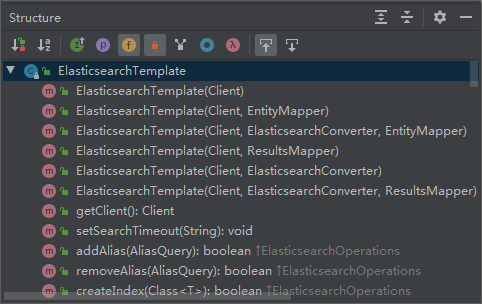 Structure
ElasticsearchTemplate
ElasticsearchTemplate(Client)
ElasticsearchTemplate(Client, EntityMapper)
ElasticsearchTemplate(Client, ElasticsearchConverter, EntityMapper)
ElasticsearchTemplate(Client, ResultsMapper)
ElasticsearchTemplate(Client, ElasticsearchConverter)
ElasticsearchTemplate(Client, ElasticsearchConverter, ResultsMapper)
getClient(): Client
setSearchTimeout(String): void
addAlias(AliasQuery): boolean ↑ElasticsearchOperations
removeAlias(AliasQuery): boolean ↑ElasticsearchOperations
createIndex(Class<T>): boolean ↑ElasticsearchOperations